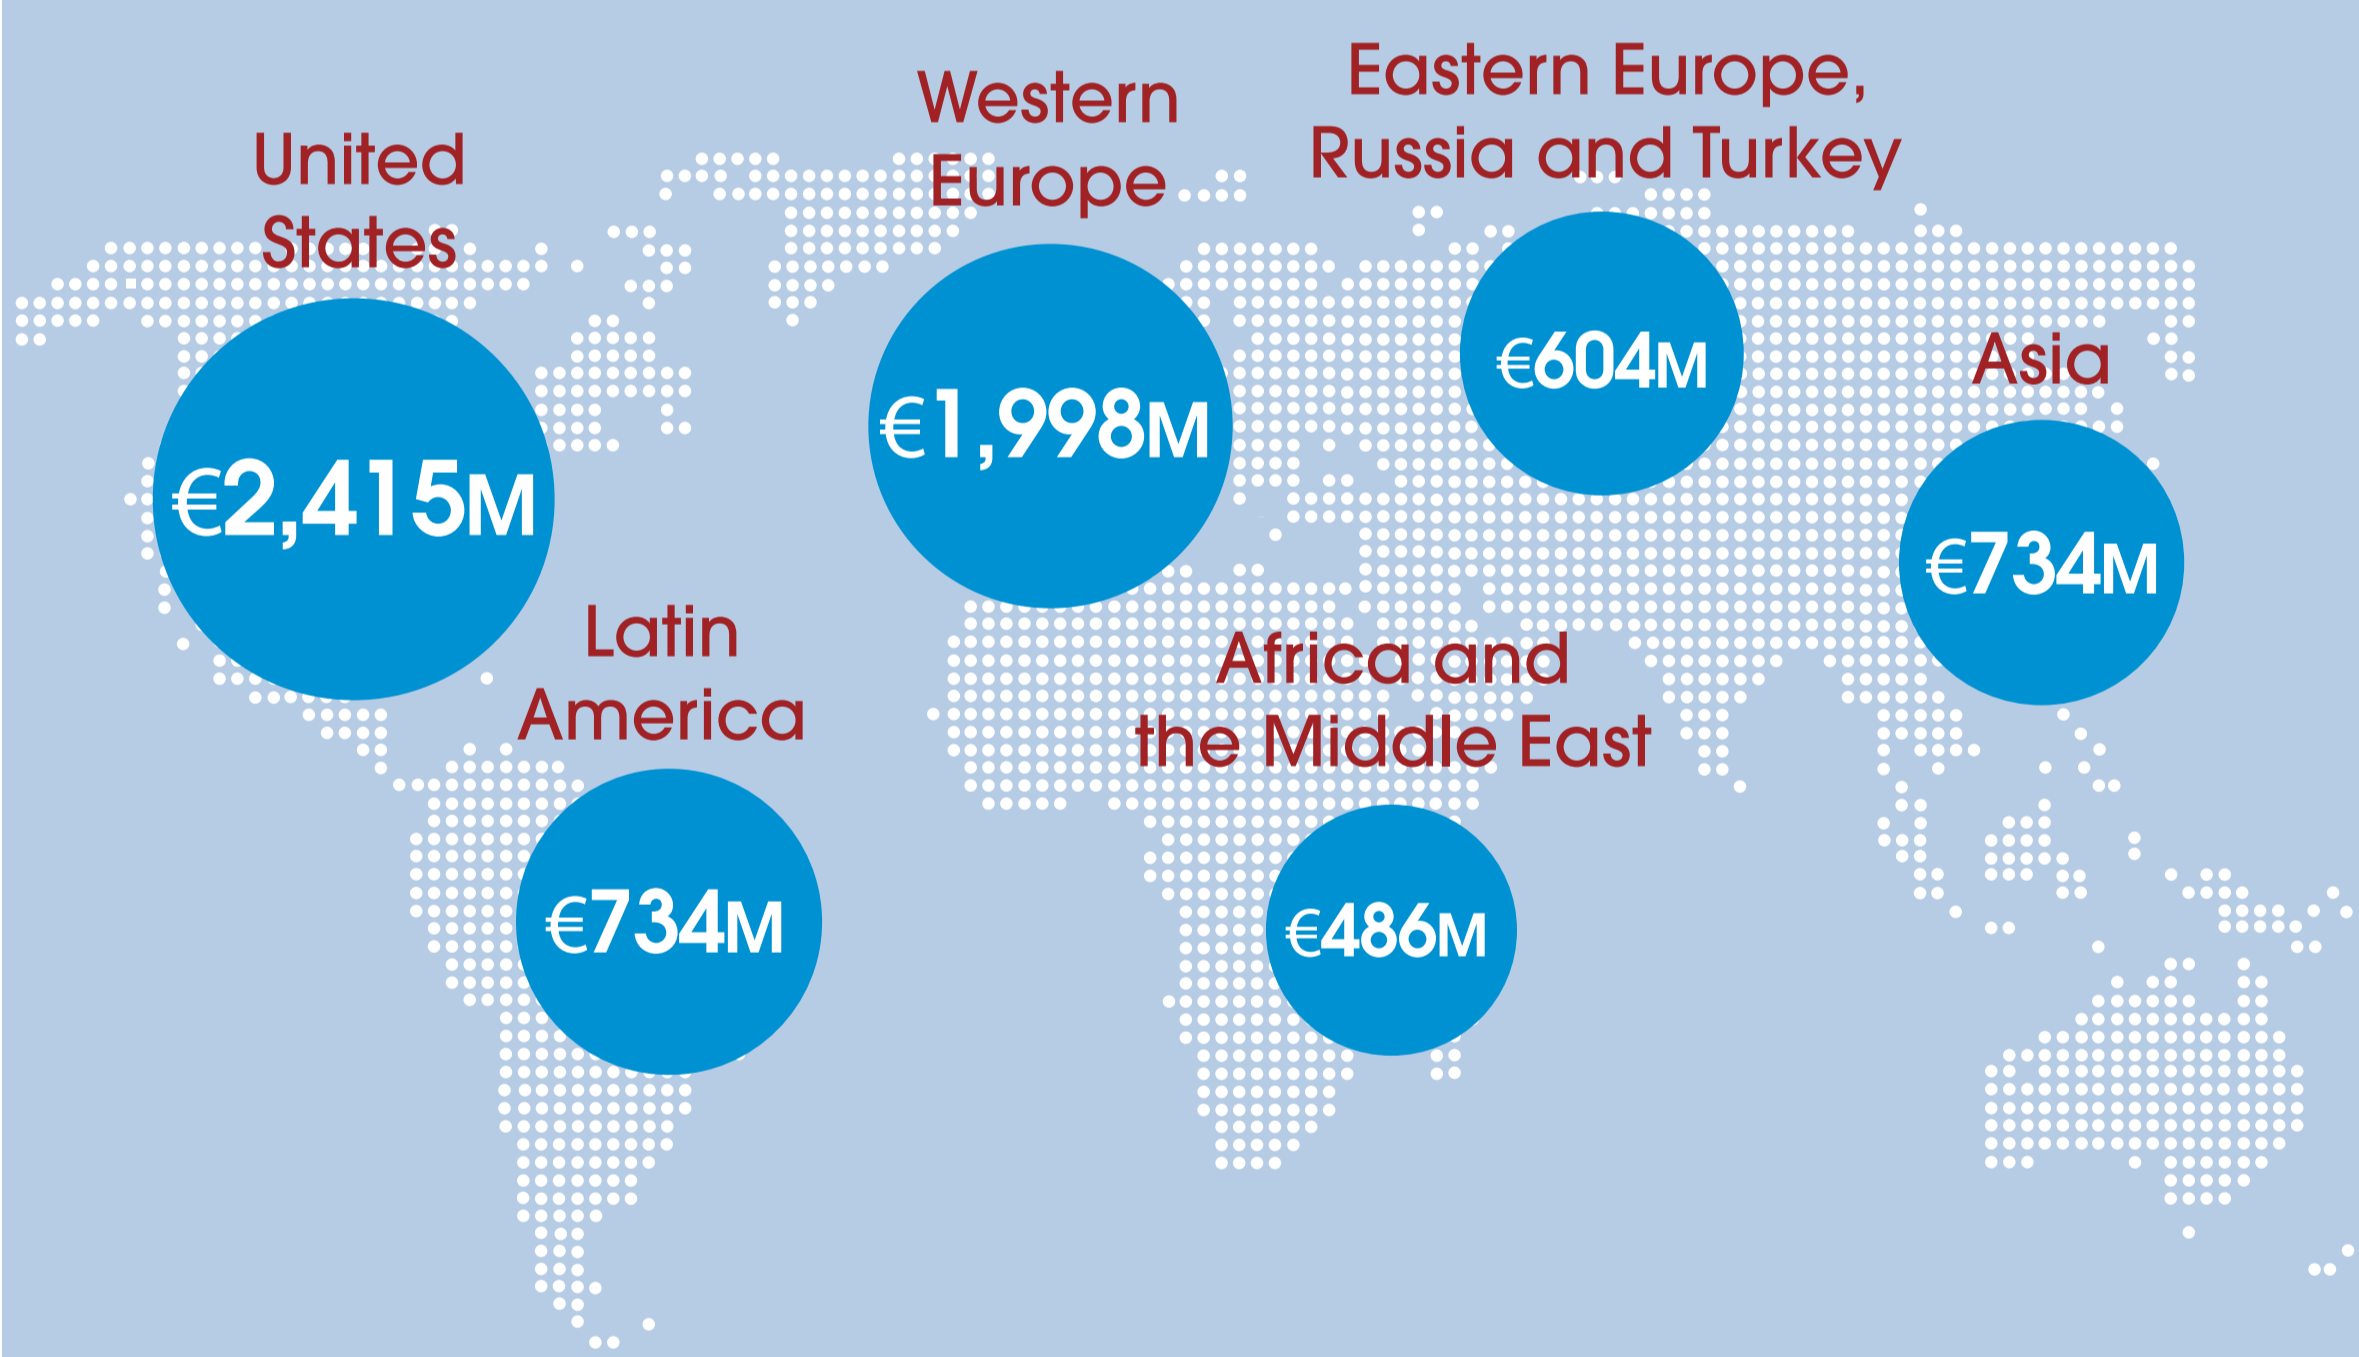 United
States
€2,415M
Western
Europe
€1,998M
Eastern Europe,
Russia and Turkey
€604M
Asia
€734M
Latin
America
€734M
Africa and
the Middle East
€486M